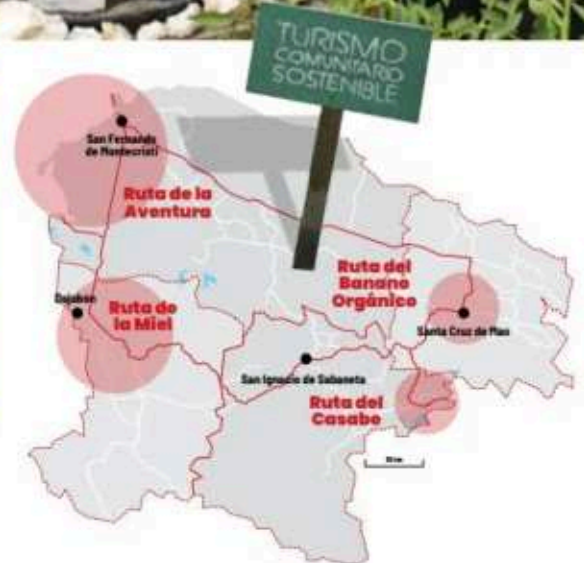 TURISMO
COMUNITARIO
SOSTENIBLE
San Fernando
de Montecristi
Ruta de la
Aventura
Dajabón
Ruta de
la Miel
Ruta del
Banano
Orgánico
Santa Cruz de Mao
San Ignacio de Sabaneta
Ruta del
Casabe